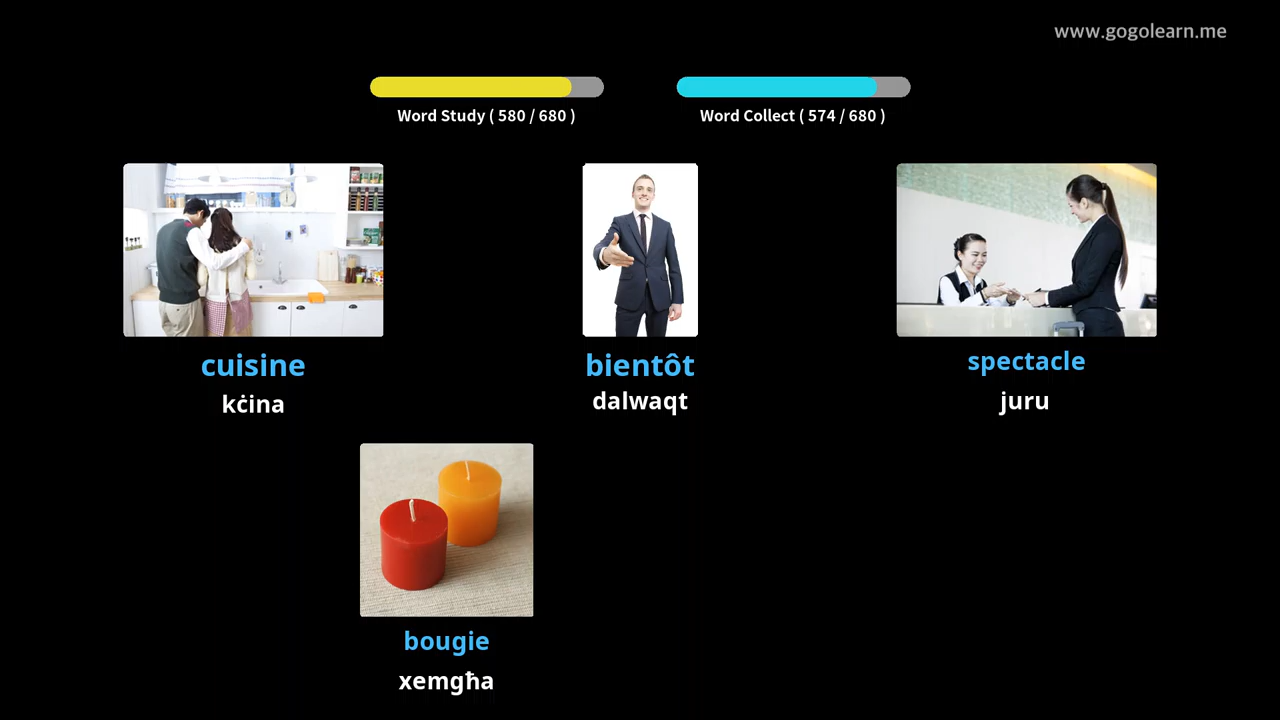 www.gogolearn.me
Word Study ( 580 / 680 )
Word Collect ( 574 / 680 )
cuisine
kċina
bientôt
dalwaqt
spectacle
juru
bougie
xemgħa